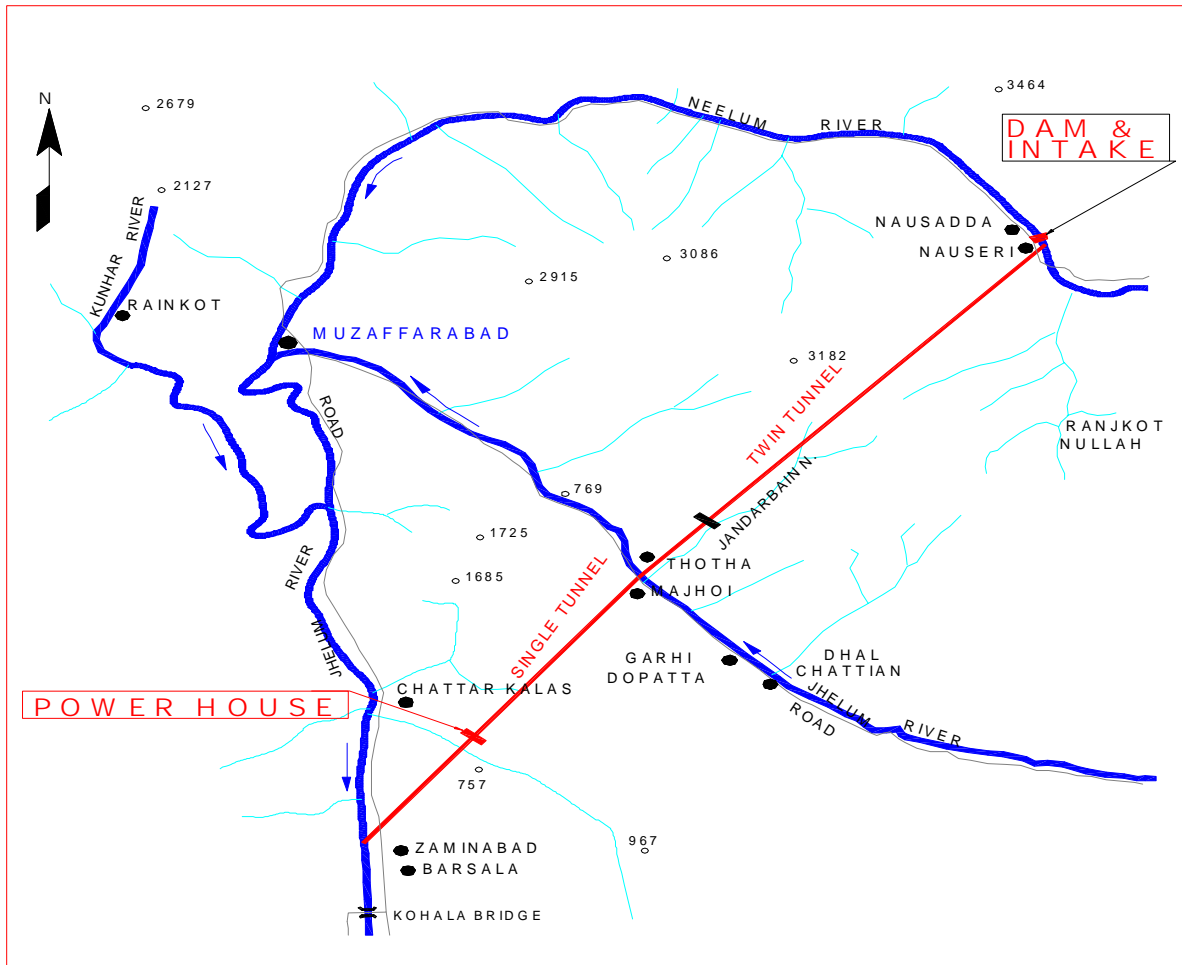 N
2679
3464
NEELUM
RIVER
DAM &
INTAKE
2127
KUNHAR
RIVER
NAUSADDA
NAUSERI
3086
2915
RAINKOT
MUZAFFARABAD
3182
ROAD
TWIN TUNNEL
RANJKOT
NULLAH
JANDARBAINN.
769
1725
THOTHA
1685
MAJHOI
RIVER
JHELUM
SINGLE TUNNEL
GARHI
DOPATTA
DHAL
CHATTIAN
CHATTAR KALAS
JHELUM
RIVER
ROAD
POWER HOUSE
757
967
ZAMINABAD
BARSALA
KOHALA BRIDGE